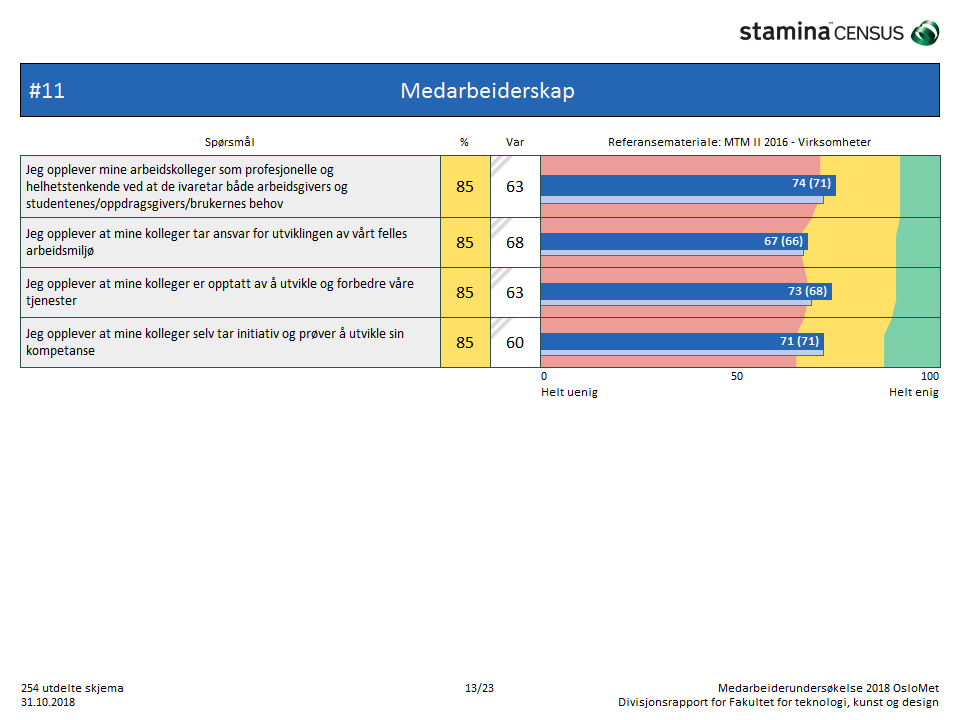 stamina™CENSUS
#11 Medarbeiderskap
Spørsmål % Var Referansemateriale: MTM II 2016 - Virksomheter
Jeg opplever mine arbeidskolleger som profesjonelle og
helhetstenkende ved at de ivaretar både arbeidsgivers og
studentenes/oppdragsgivers/brukernes behov
85 63 74 (71)
Jeg opplever at mine kolleger tar ansvar for utviklingen av vårt felles
arbeidsmiljø
85 68 67 (66)
Jeg opplever at mine kolleger er opptatt av å utvikle og forbedre våre
tjenester
85 63 73 (68)
Jeg opplever at mine kolleger selv tar initiativ og prøver å utvikle sin
kompetanse
85 60 71 (71)
0 50 100
Helt uenig Helt enig
254 utdelte skjema 13/23 Medarbeiderundersøkelse 2018 OsloMet
31.10.2018 Divisjonsrapport for Fakultet for teknologi, kunst og design